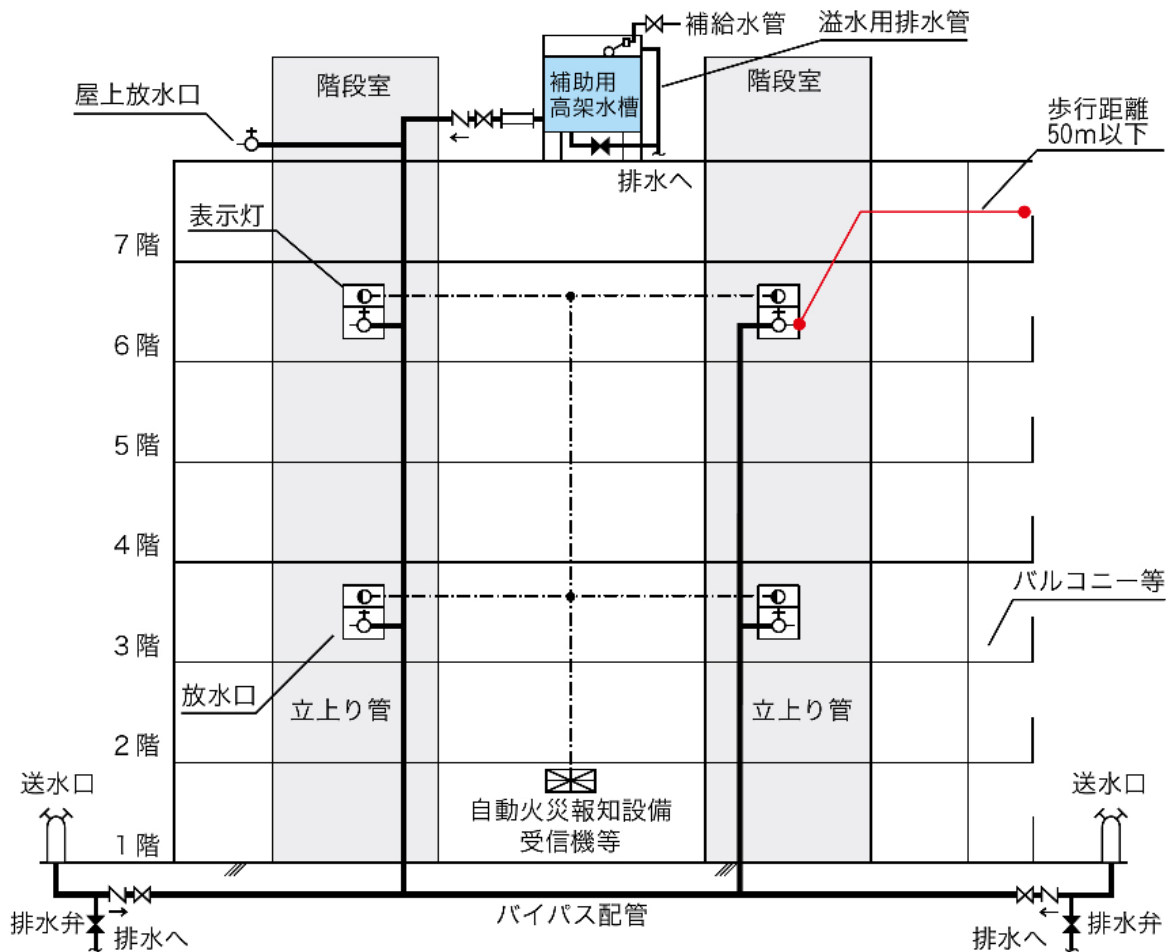 補給水管
溢水用排水管
階段室
補助用
高架水槽
階段室
屋上放水口
歩行距離
50m以下
排水へ
表示灯
7階
6階
5階
4階
バルコニー等
3階
放水口
立上り管
立上り管
2階
送水口
送水口
自動火災報知設備
受信機等
1階
バイパス配管
排水弁
排水へ
排水へ
排水弁